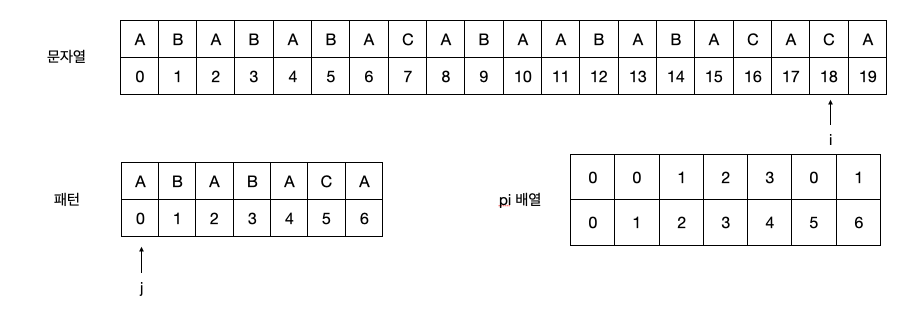 문자열
A B A B A B A C A B A A B A B A C A C A
0 1 2 3 4 5 6 7 8 9 10 11 12 13 14 15 16 17 18 19
i
패턴
A B A B A C A
0 1 2 3 4 5 6
j
pi 배열
0 0 1 2 3 0 1
0 1 2 3 4 5 6